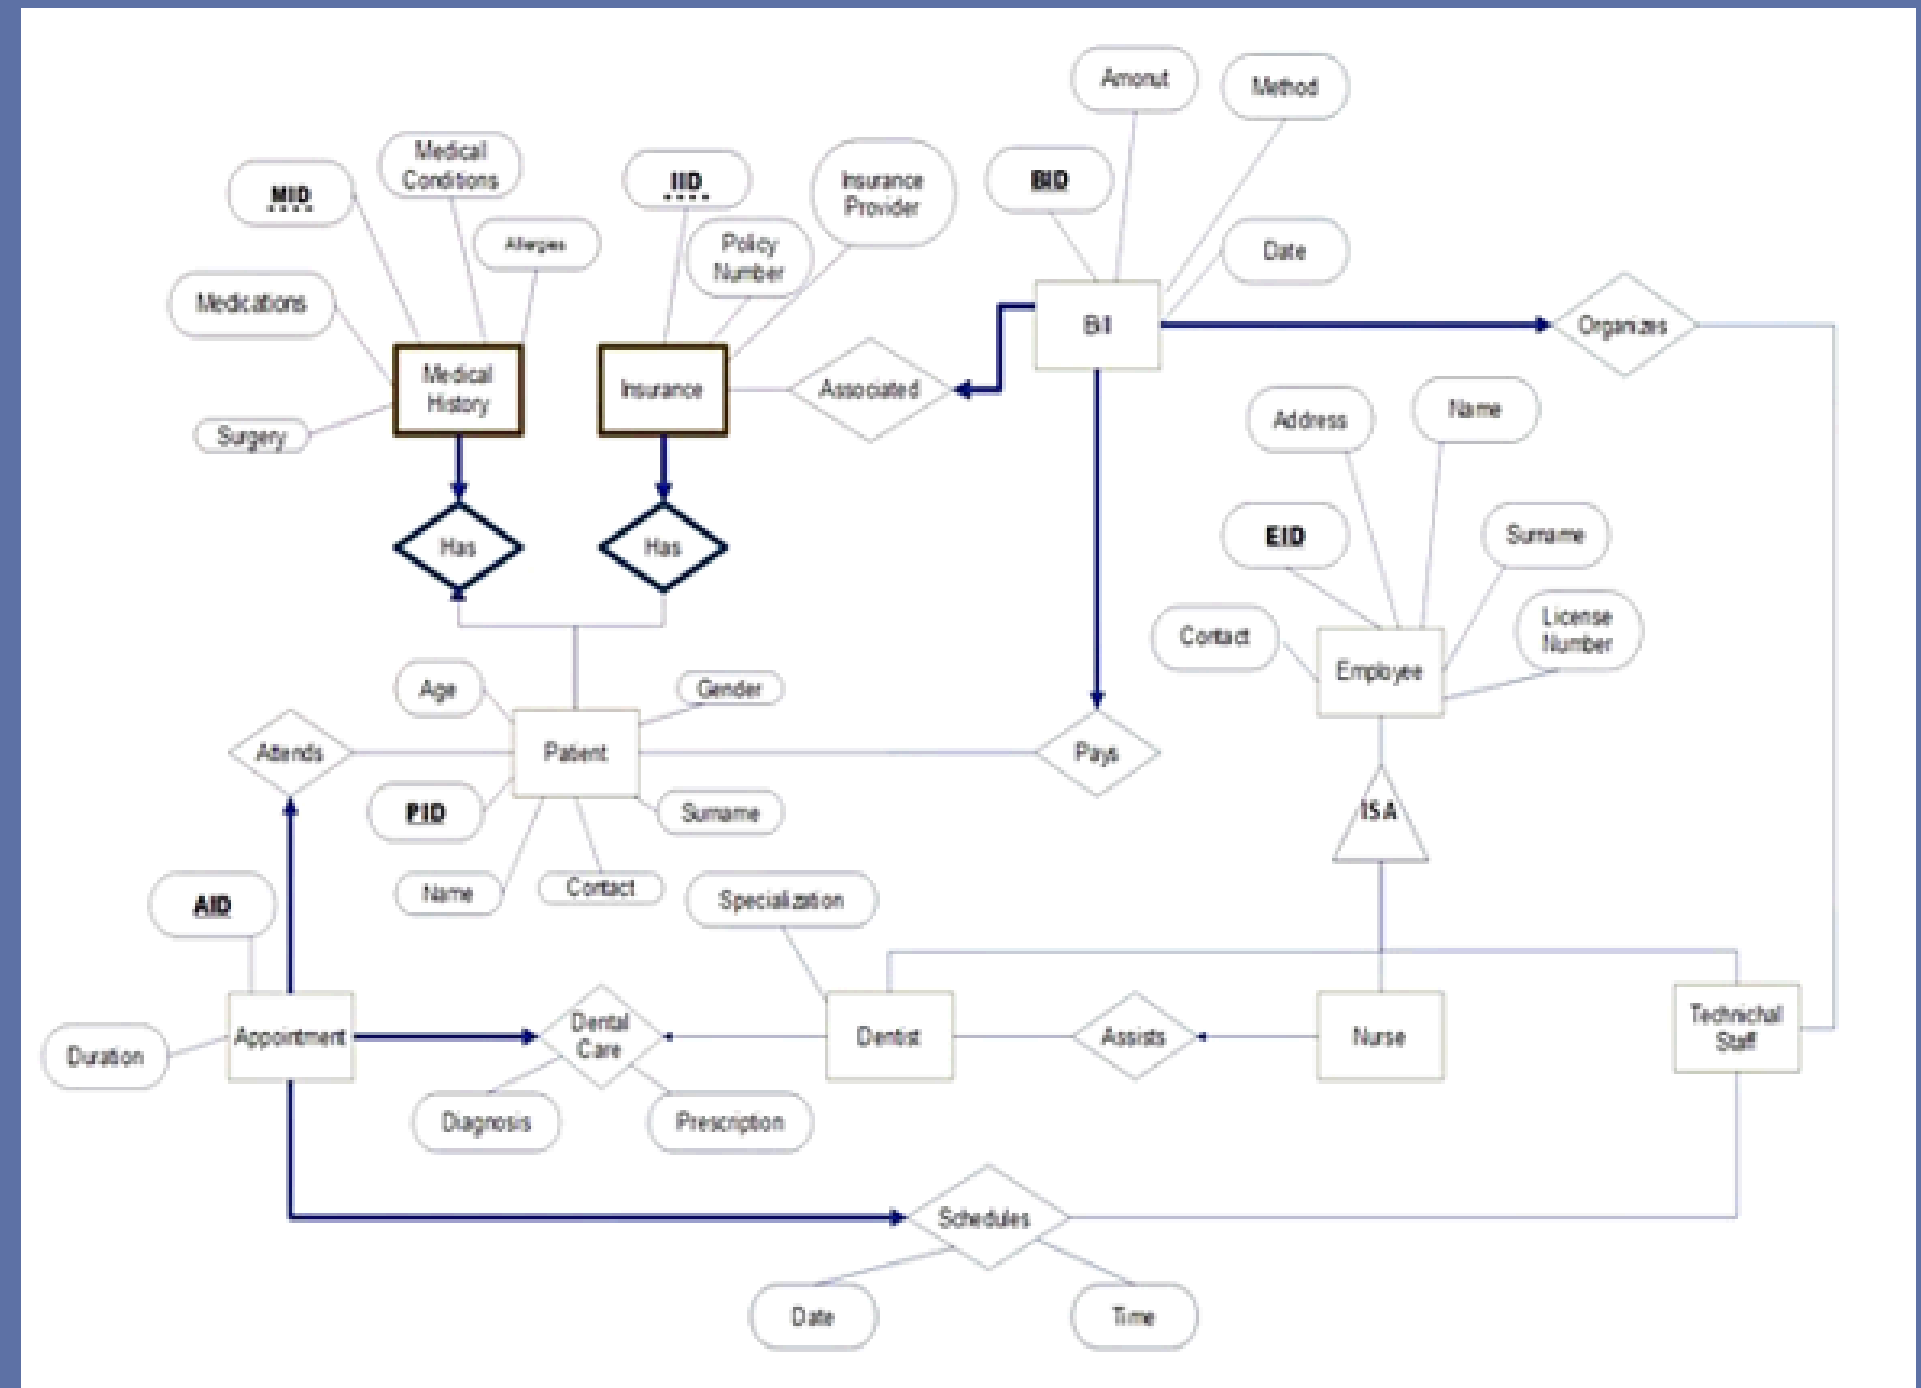 Amonut
Method
Medical
Conditions
MID
IID
Insurance
Provider
BID
Allergies
Policy
Number
Date
Medications
Bill
Organizes
Medical
History
Insurance
Associated
Address
Name
Surgery
EID
Surname
Has
Has
Contact
License
Number
Employee
Age
Gender
Attends
Patient
Pays
PID
Surname
ISA
Name
Contact
Specialization
AID
Appointment
Dental
Care
Dentist
Assists
Nurse
Technichal
Staff
Duration
Diagnosis
Prescription
Schedules
Date
Time